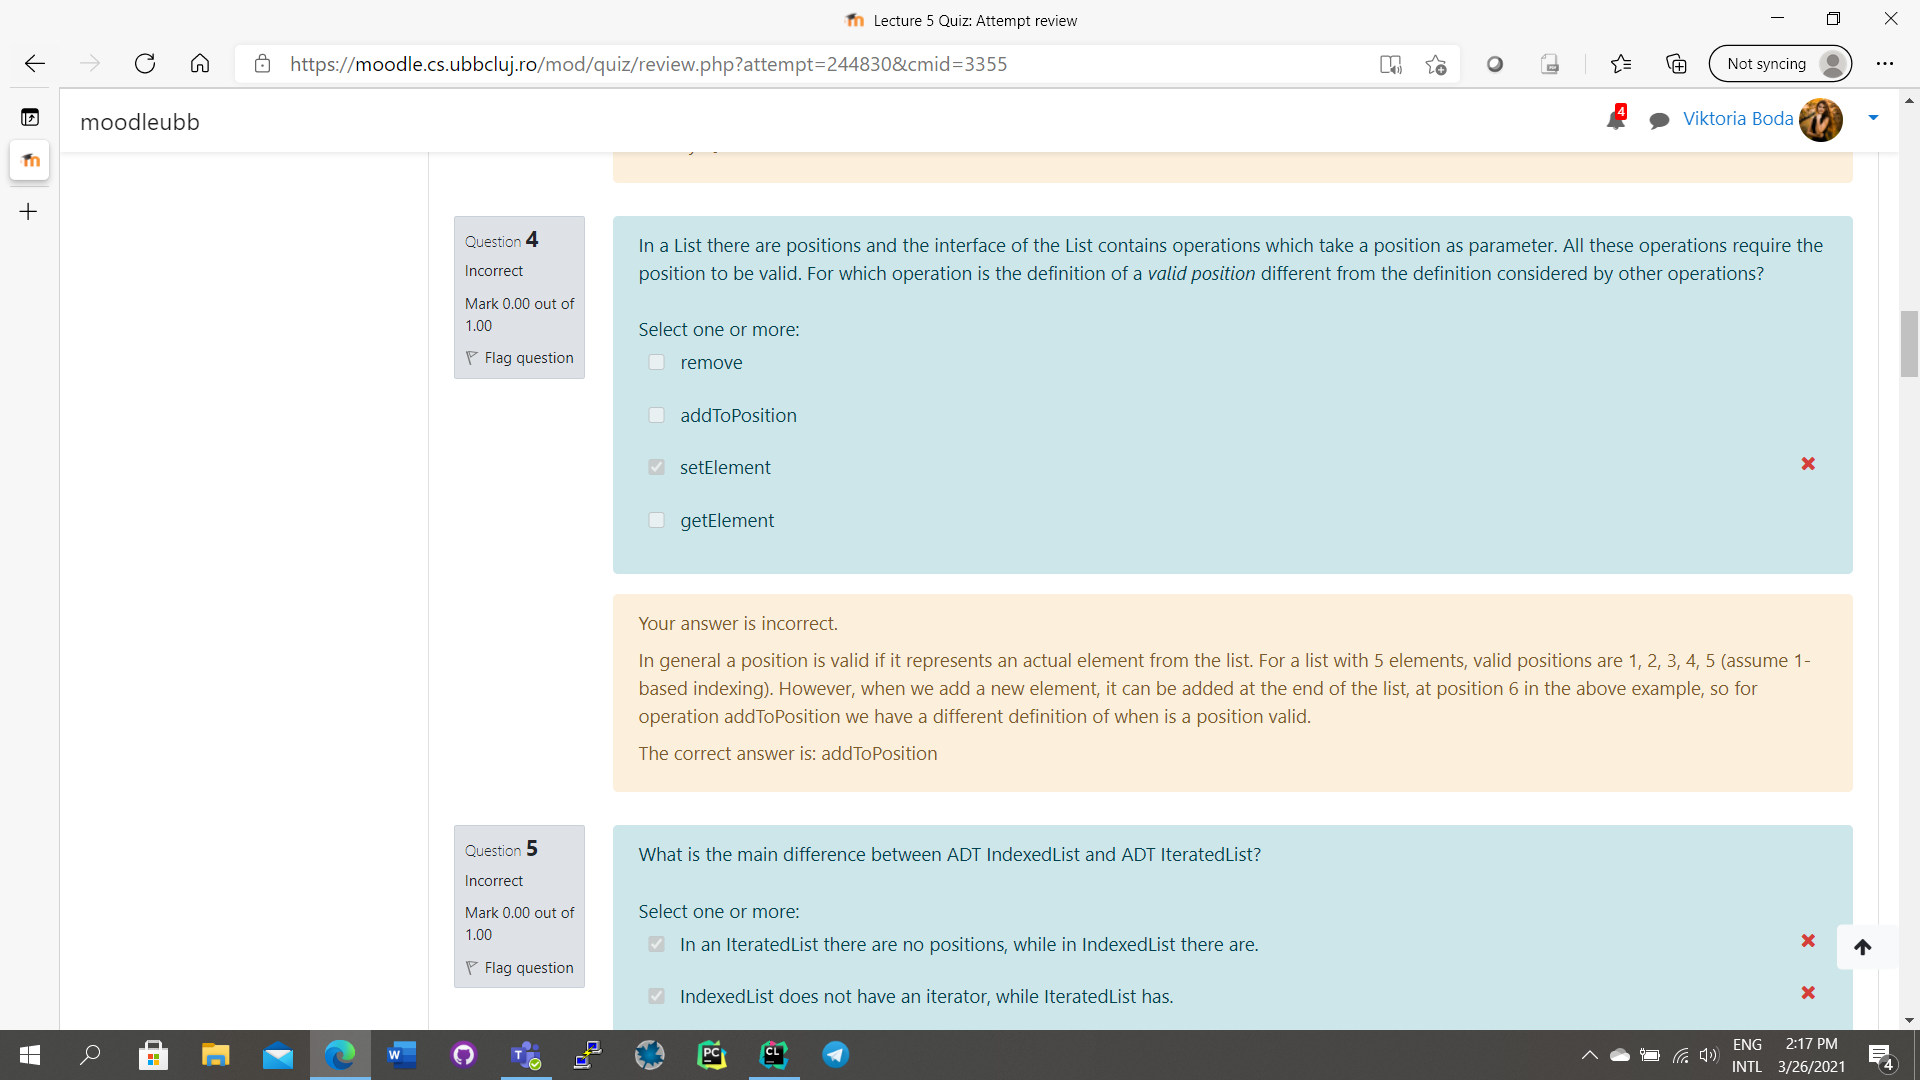 Lecture 5 Quiz: Attempt review
https://moodle.cs.ubbcluj.ro/mod/quiz/review.php?attempt=244830&cmid=3355
Not syncing
moodleubb
4
Viktoria Boda
Question 4
Incorrect
Mark 0.00 out of
1.00
Flag question
In a List there are positions and the interface of the List contains operations which take a position as parameter. All these operations require the
position to be valid. For which operation is the definition of a valid position different from the definition considered by other operations?
Select one or more:
remove
addToPosition
setElement
getElement
Your answer is incorrect.
In general a position is valid if it represents an actual element from the list. For a list with 5 elements, valid positions are 1, 2, 3, 4, 5 (assume 1-
based indexing). However, when we add a new element, it can be added at the end of the list, at position 6 in the above example, so for
operation addToPosition we have a different definition of when is a position valid.
The correct answer is: addToPosition
Question 5
Incorrect
Mark 0.00 out of
1.00
Flag question
What is the main difference between ADT IndexedList and ADT IteratedList?
Select one or more:
In an IteratedList there are no positions, while in IndexedList there are.
IndexedList does not have an iterator, while IteratedList has.
ENG
INTL
2:17 PM
3/26/2021
4